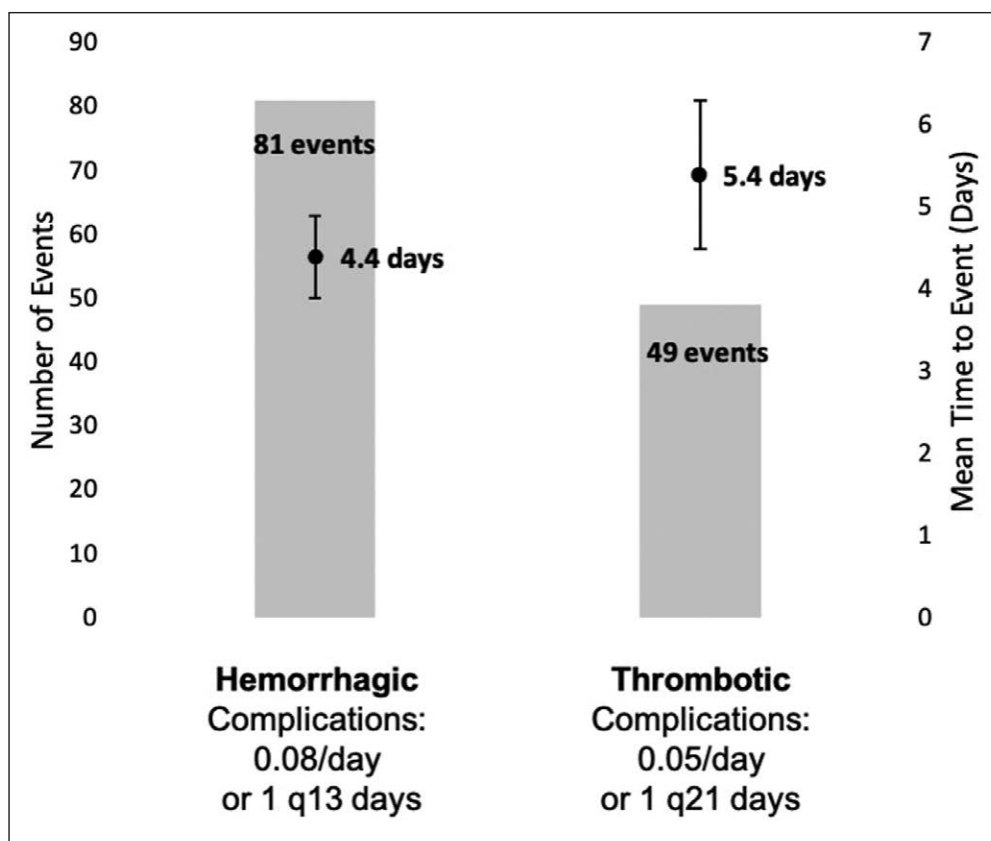 90
80
70
60
50
40
30
20
10
0
Number of Events
81 events
4.4 days
5.4 days
49 events
7
6
5
4
3
2
1
0
Mean Time to Event (Days)
Hemorrhagic
Complications:
0.08/day
or 1 q13 days
Thrombotic
Complications:
0.05/day
or 1 q21 days